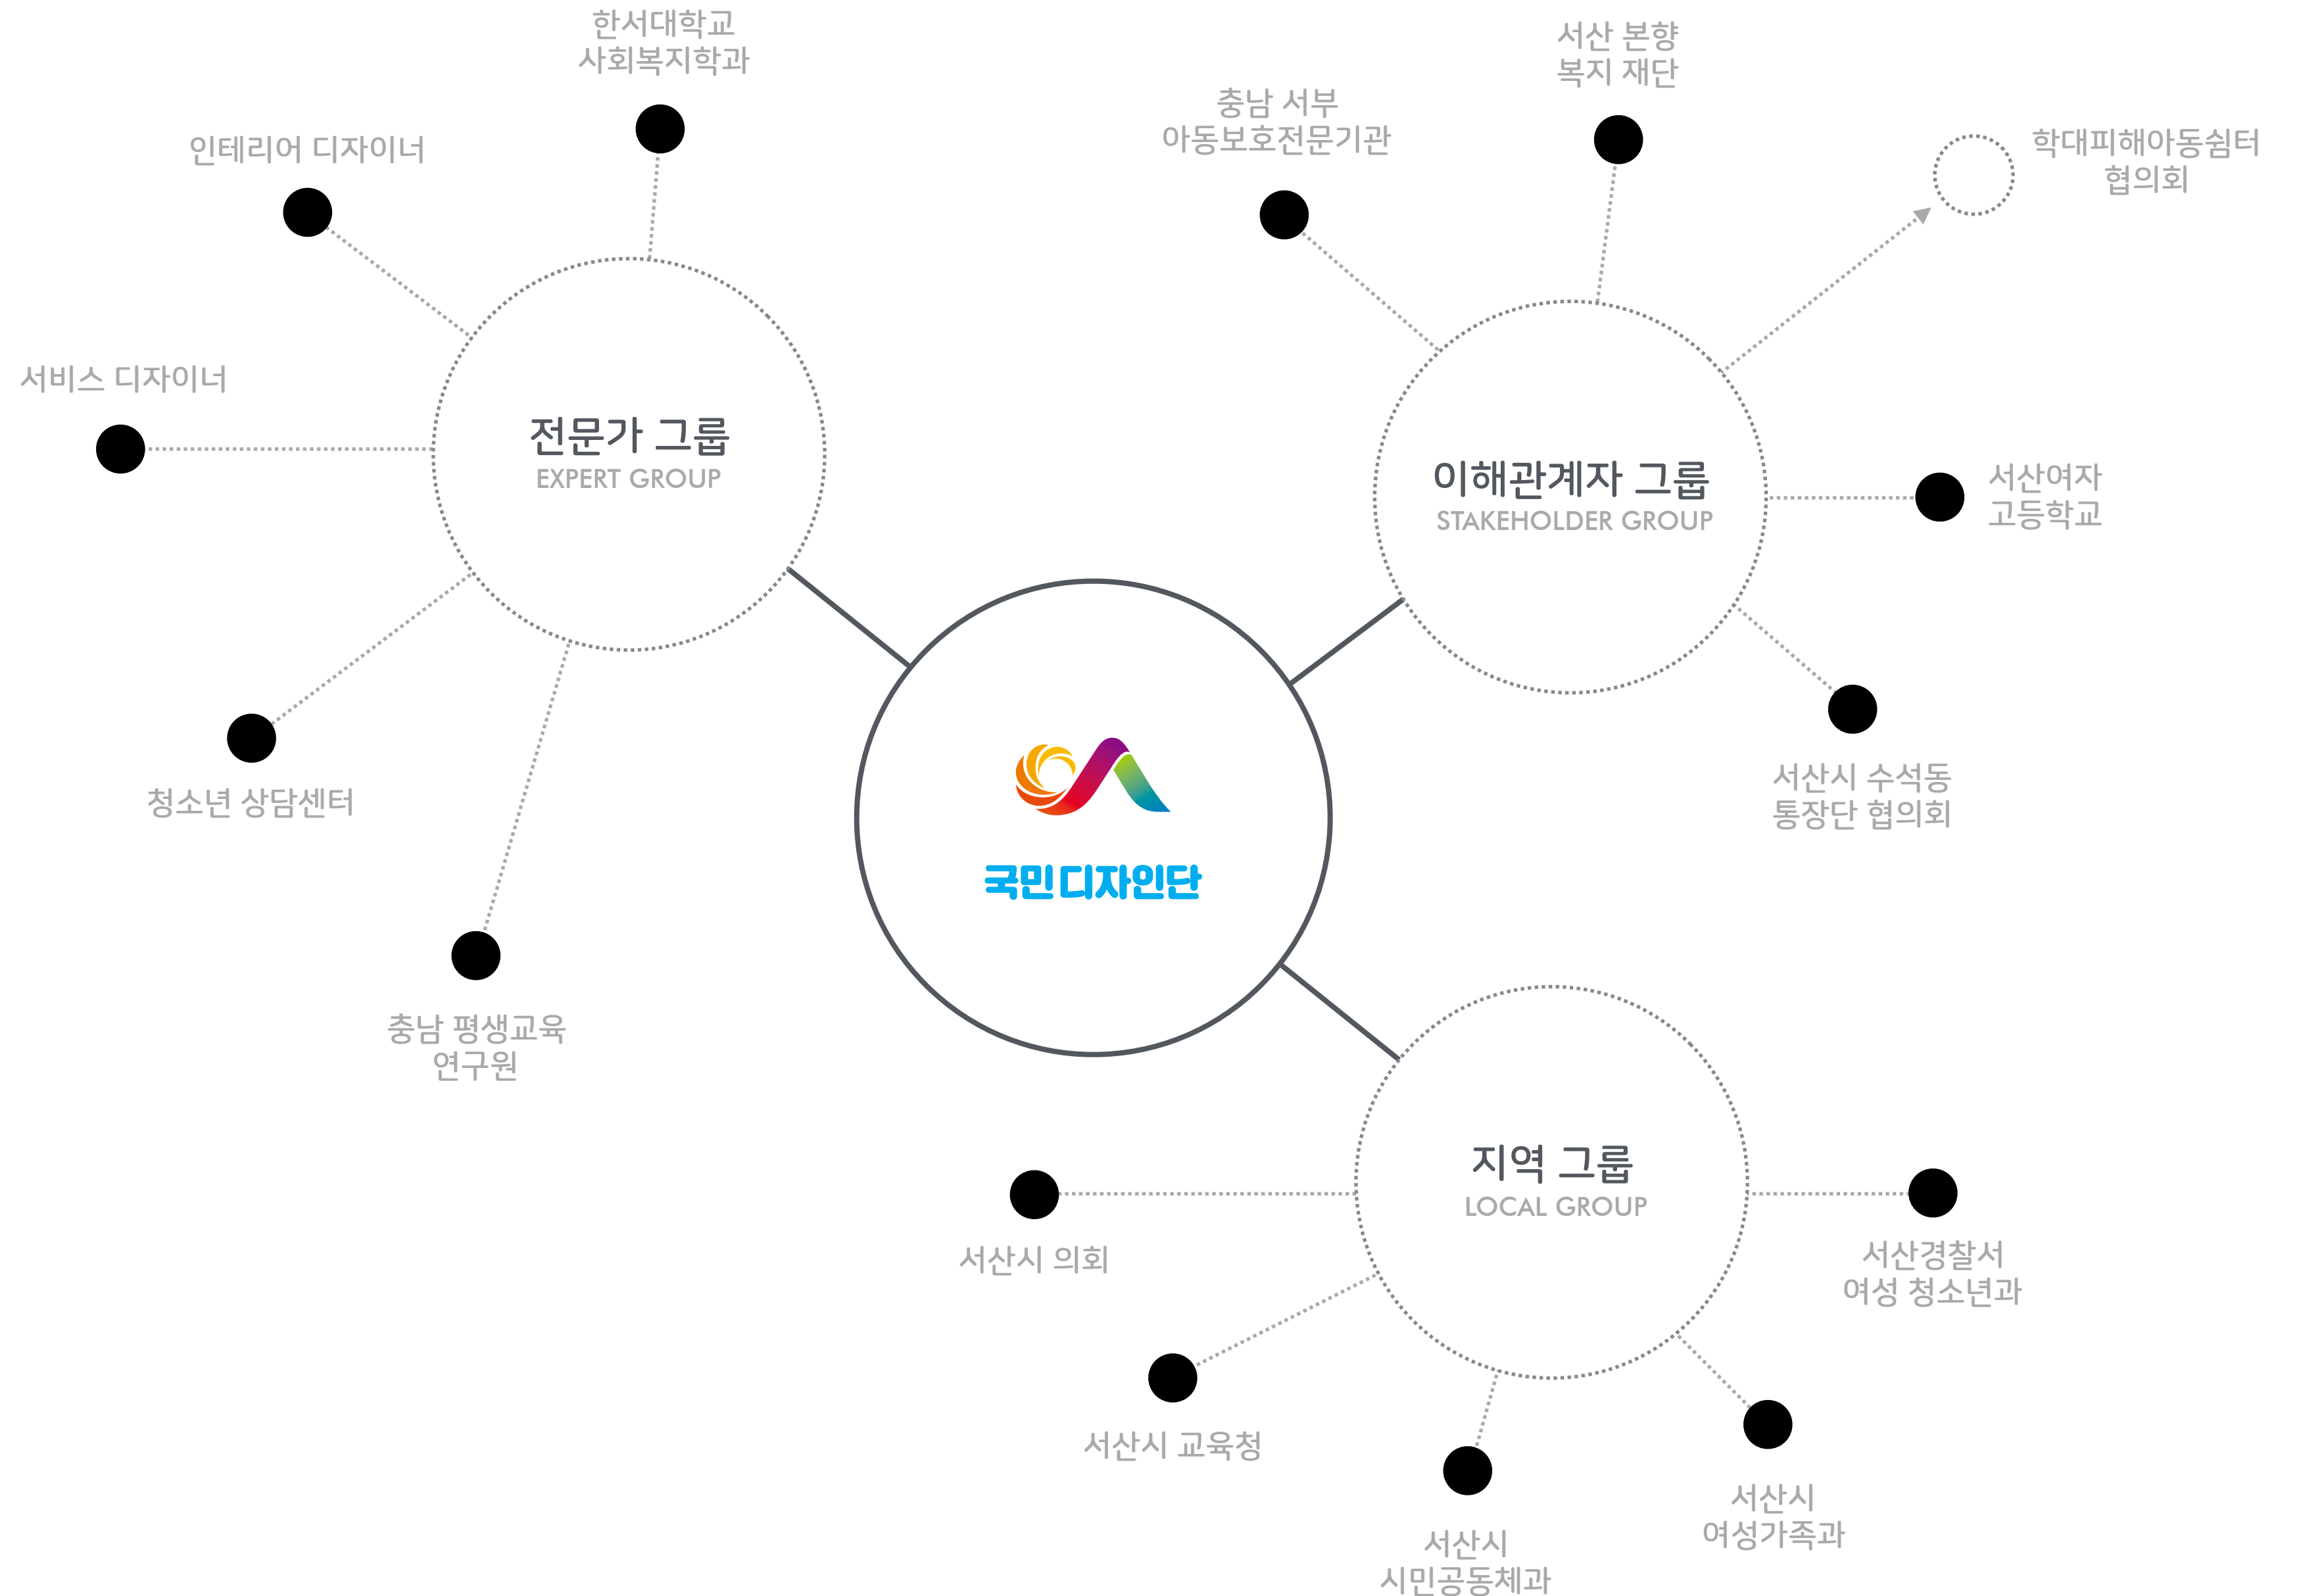 한서대학교
사회복지학과
인테리어 디자이너
서비스 디자이너
전문가 그룹
EXPERT GROUP
청소년 상담센터
충남 평생교육
연구원
서산 본향
복지 재단
충남 서부
아동보호전문기관
학대피해아동쉼터
협의회
이해관계자 그룹
STAKEHOLDER GROUP
서산여자
고등학교
서산시 수석동
통장단 협의회
국민디자인단
지역 그룹
LOCAL GROUP
서산시 의회
서산경찰서
여성 청소년과
서산시 교육청
서산시
여성가족과
서산시
시민공동체과